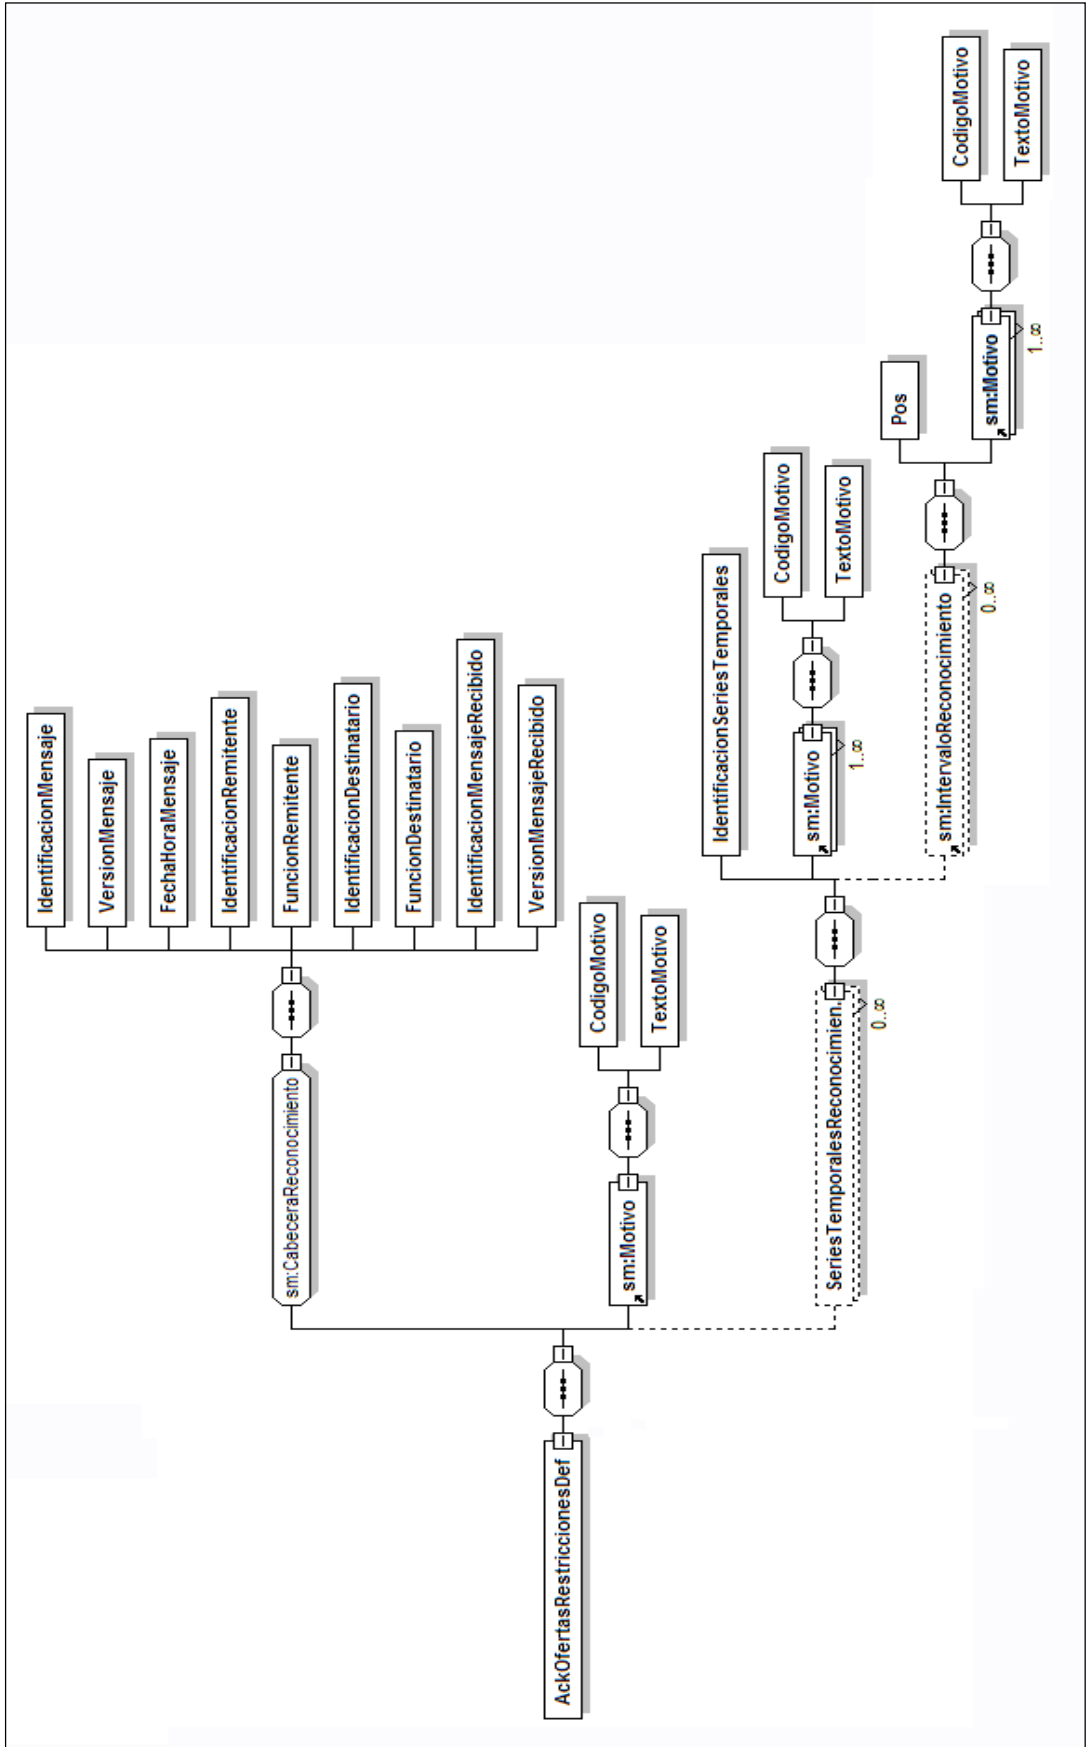 AckOfertasRestriccionesDef
sm:CabeceraReconocimiento
IdentificacionMensaje
VersionMensaje
FechaHoraMensaje
IdentificacionRemitente
FuncionRemitente
IdentificacionDestinatario
FuncionDestinatario
IdentificacionMensajeRecibido
VersionMensajeRecibido
sm:Motivo
CodigoMotivo
TextoMotivo
SeriesTemporalesReconocimien.
0..∞
IdentificacionSeriesTemporales
sm:Motivo
1..∞
CodigoMotivo
TextoMotivo
sm:IntervaloReconocimiento
0..∞
Pos
sm:Motivo
1..∞
CodigoMotivo
TextoMotivo